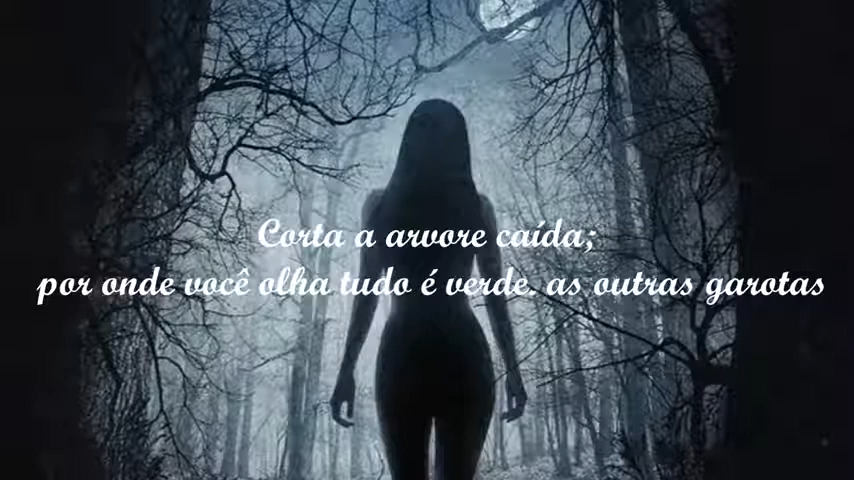 Corta a arvore caída;
por onde você olha tudo é verde. as outras garotas